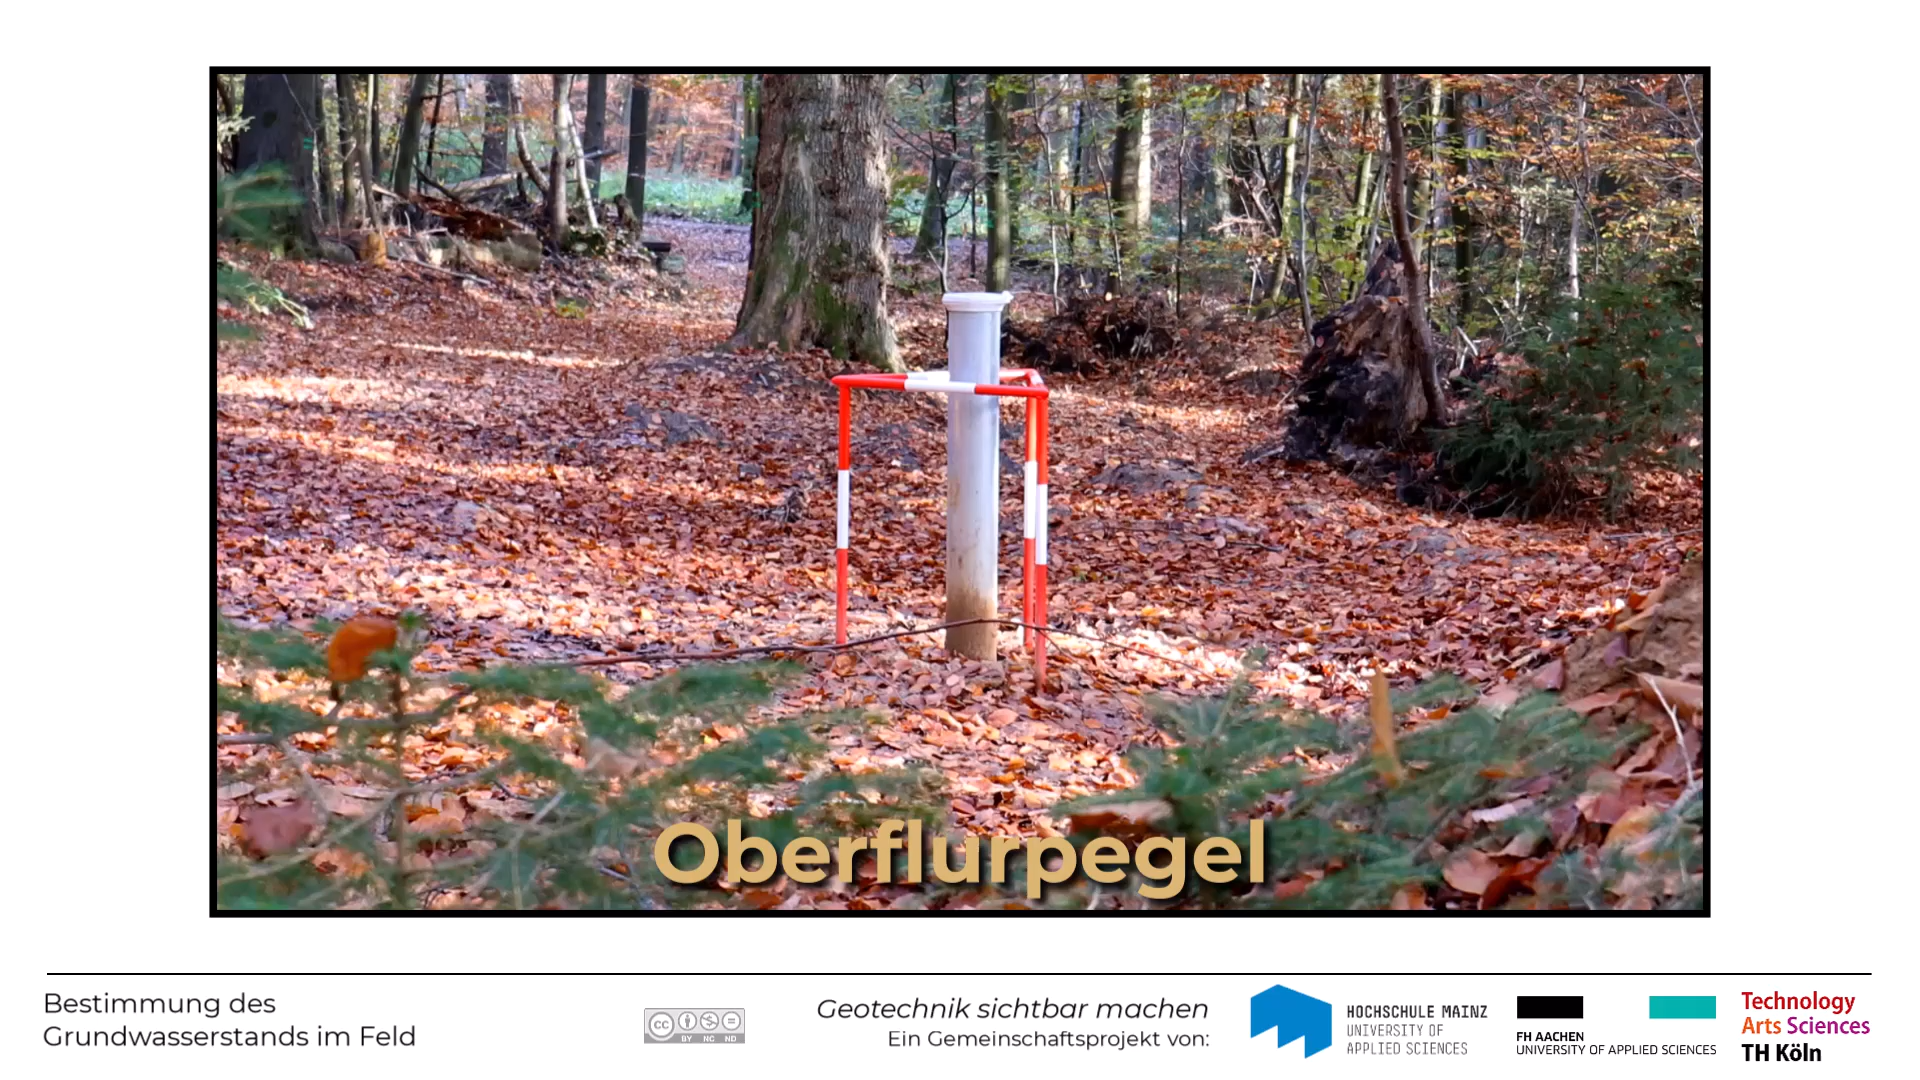 Oberflurpegel
Bestimmung des
Grundwasserstands im Feld
cc
BY NC ND
Geotechnik sichtbar machen
Ein Gemeinschaftsprojekt von:
HOCHSCHULE MAINZ
UNIVERSITY OF
APPLIED SCIENCES
FH AACHEN
UNIVERSITY OF APPLIED SCIENCES
Technology
Arts Sciences
TH Köln